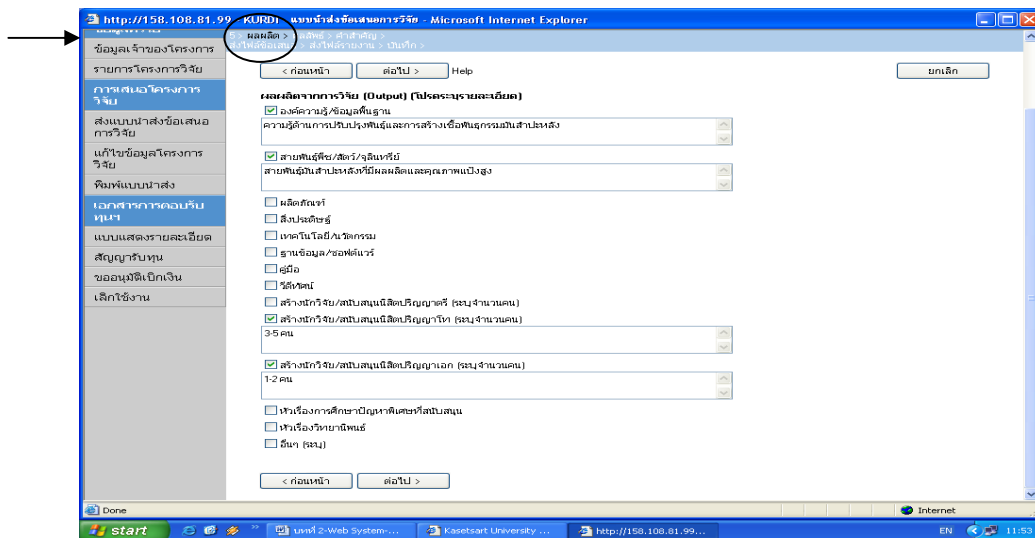 http://158.108.81.99 - KURDI - แบบนำส่งข้อเสนอการวิจัย - Microsoft Internet Explorer
5 > ผลผลิต > ผลลัพธ์ > คำสำคัญ >
ส่งไฟล์ข้อเสนอ > ส่งไฟล์รายงาน > บันทึก >
ข้อมูลเจ้าของโครงการ
รายการโครงการวิจัย
การเสนอโครงการ
วิจัย
ส่งแบบนำส่งข้อเสนอ
การวิจัย
แก้ไขข้อมูลโครงการ
วิจัย
พิมพ์แบบนำส่ง
เอกสารการตอบรับ
ทุนฯ
แบบแสดงรายละเอียด
สัญญารับทุน
ขออนุมัติเบิกเงิน
เลิกใช้งาน
< ก่อนหน้า ต่อไป > Help ยกเลิก
ผลผลิตจากการวิจัย (Output) (โปรดระบุรายละเอียด)
องค์ความรู้/ข้อมูลพื้นฐาน
ความรู้ด้านการปรับปรุงพันธุ์และการสร้างเชื้อพันธุกรรมมันสำปะหลัง
สายพันธุ์พืช/สัตว์/จุลินทรีย์
สายพันธุ์มันสำปะหลังที่มีผลผลิตและคุณภาพแป้งสูง
ผลิตภัณฑ์
สิ่งประดิษฐ์
เทคโนโลยี/นวัตกรรม
ฐานข้อมูล/ซอฟต์แวร์
คู่มือ
วีดีทัศน์
สร้างนักวิจัย/สนับสนุนนิสิตปริญญาตรี (ระบุจำนวนคน)
สร้างนักวิจัย/สนับสนุนนิสิตปริญญาโท (ระบุจำนวนคน)
3-5 คน
สร้างนักวิจัย/สนับสนุนนิสิตปริญญาเอก (ระบุจำนวนคน)
1-2 คน
หัวเรื่องการศึกษาปัญหาพิเศษที่สนับสนุน
หัวเรื่องวิทยานิพนธ์
อื่นๆ (ระบุ)
< ก่อนหน้า ต่อไป >
Done Internet
start บทที่ 2-Web System-... Kasetsart University ... http://158.108.81.99... EN 11:53